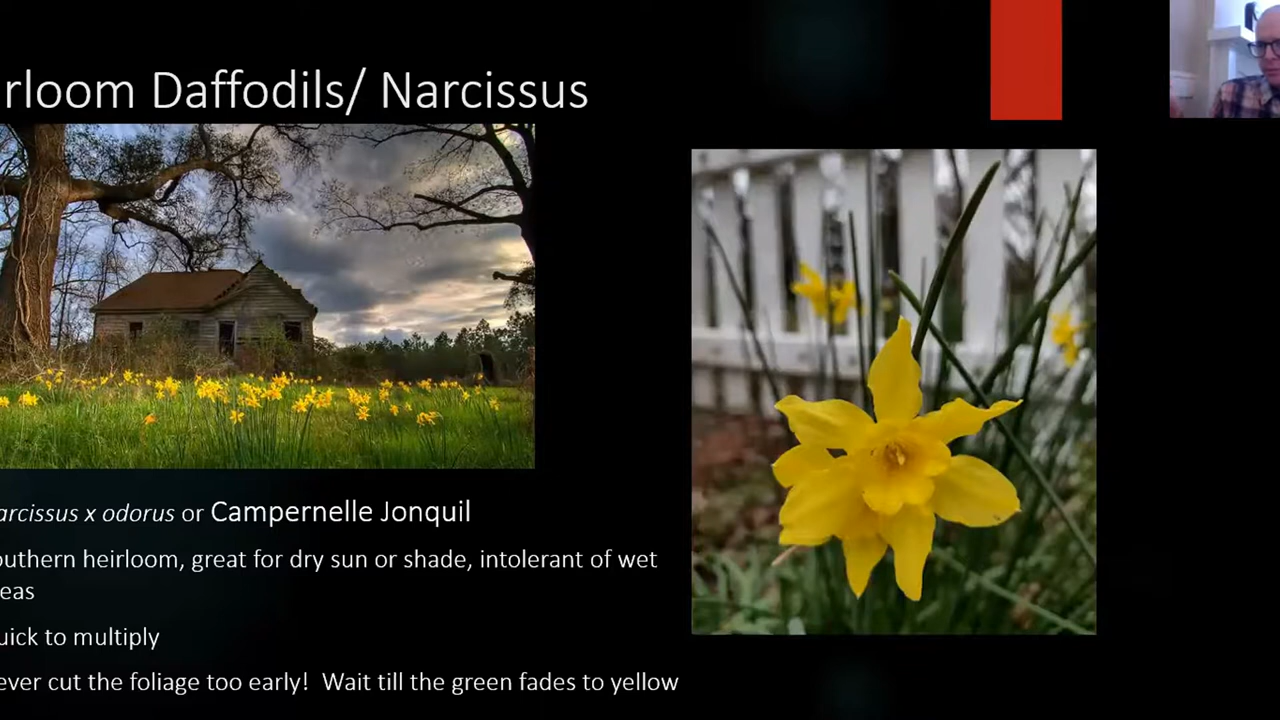 rloom Daffodils/ Narcissus
arcissus x odorus or Campernelle Jonquil
outhern heirloom, great for dry sun or shade, intolerant of wet
eas
uick to multiply
ever cut the foliage too early! Wait till the green fades to yellow